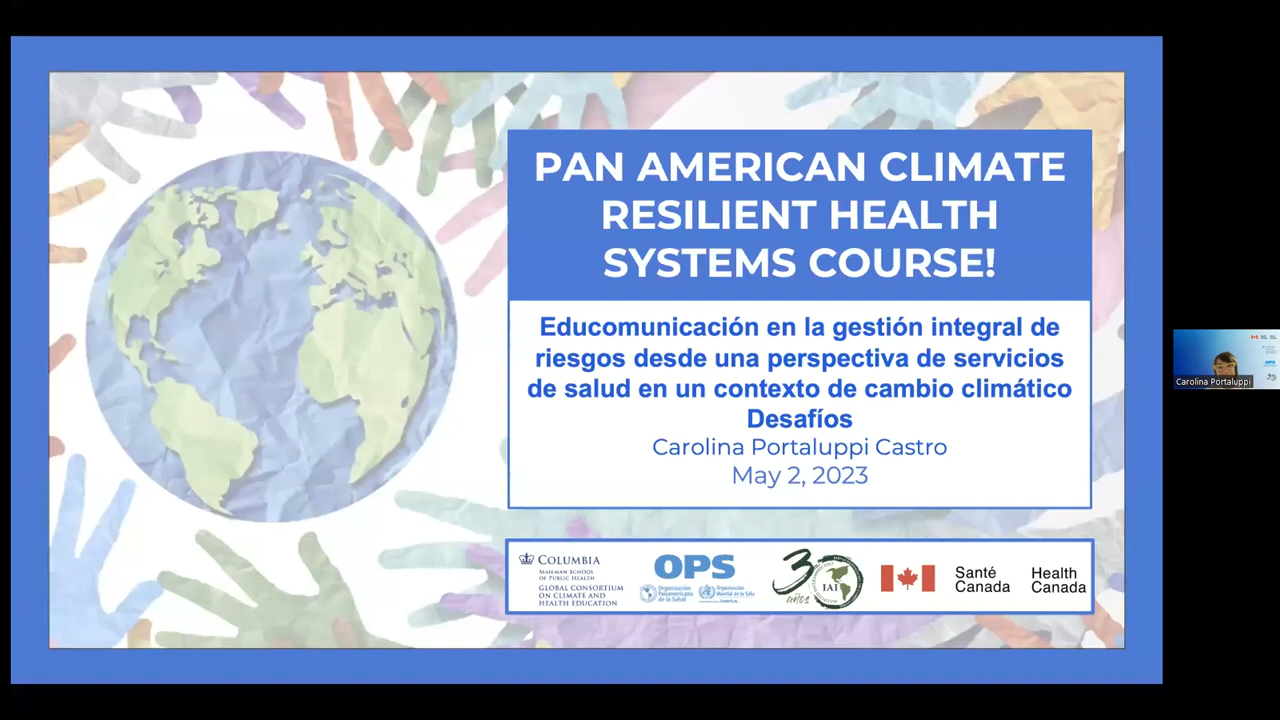 PAN AMERICAN CLIMATE
RESILIENT HEALTH
SYSTEMS COURSE!
Educomunicación en la gestión integral de
riesgos desde una perspectiva de servicios
de salud en un contexto de cambio climático
Desafíos
Carolina Portaluppi Castro
May 2, 2023
COLUMBIA
MAILMAN SCHOOL
OF PUBLIC HEALTH
GLOBAL CONSORTIUM
ON CLIMATE AND
HEALTH EDUCATION
OPS
Organización
Panamericana
de la Salud
Organización
Mundial de la Salud
30
años
IAI
Santé
Canada
Health
Canada
Carolina Portaluppi